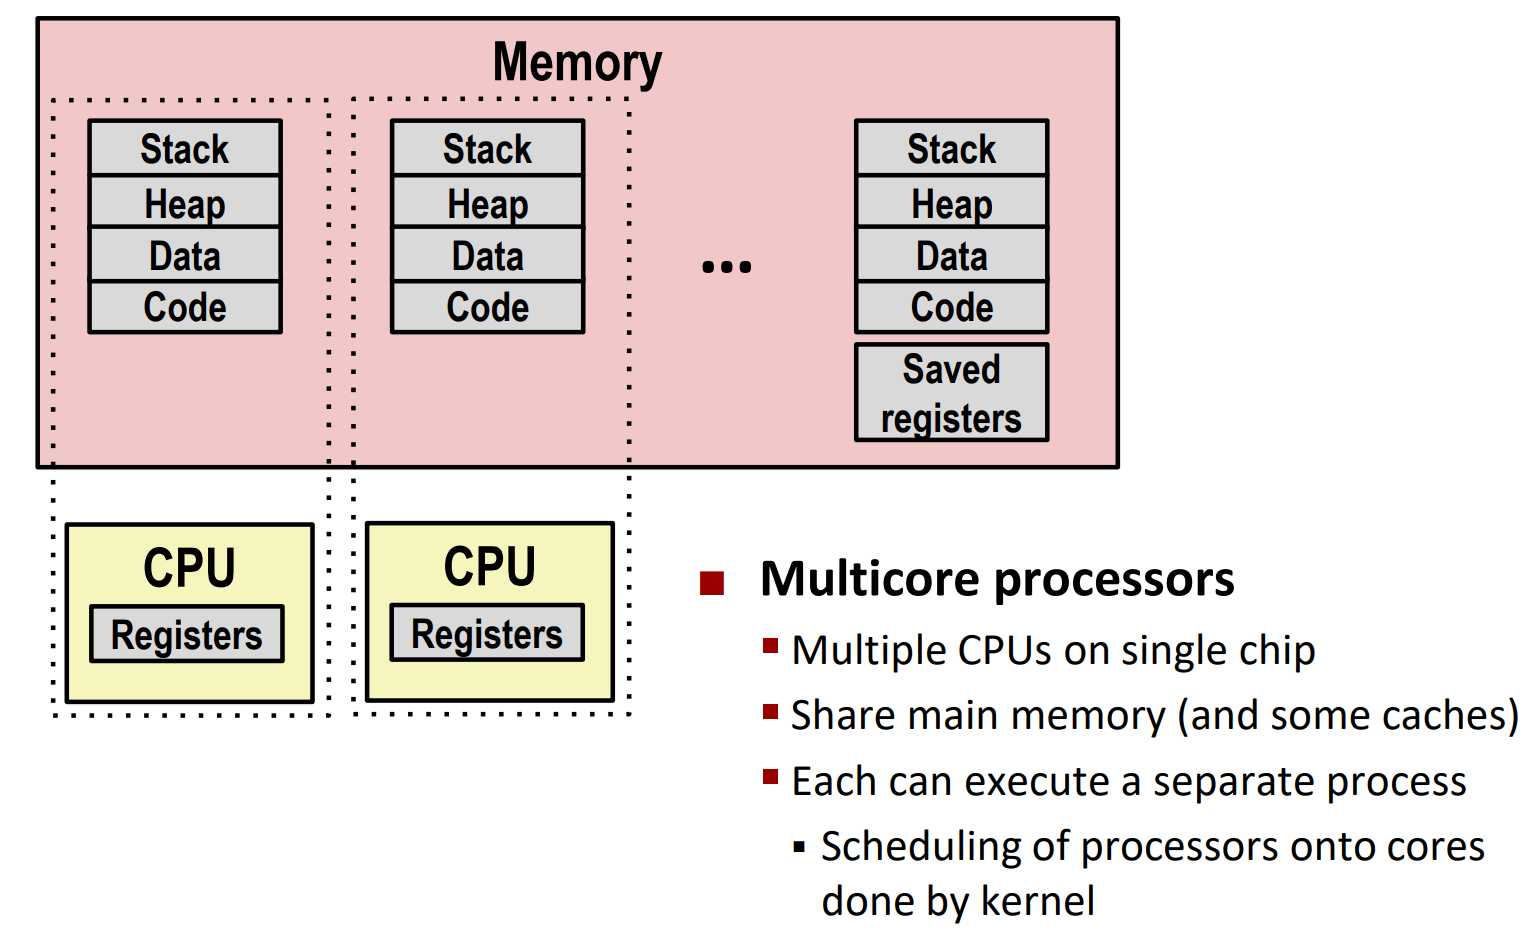 Memory
Stack
Heap
Data
Code
Stack
Heap
Data
Code
...
Stack
Heap
Data
Code
Saved
registers
CPU
Registers
CPU
Registers
Multicore processors
Multiple CPUs on single chip
Share main memory (and some caches)
Each can execute a separate process
Scheduling of processors onto cores
done by kernel